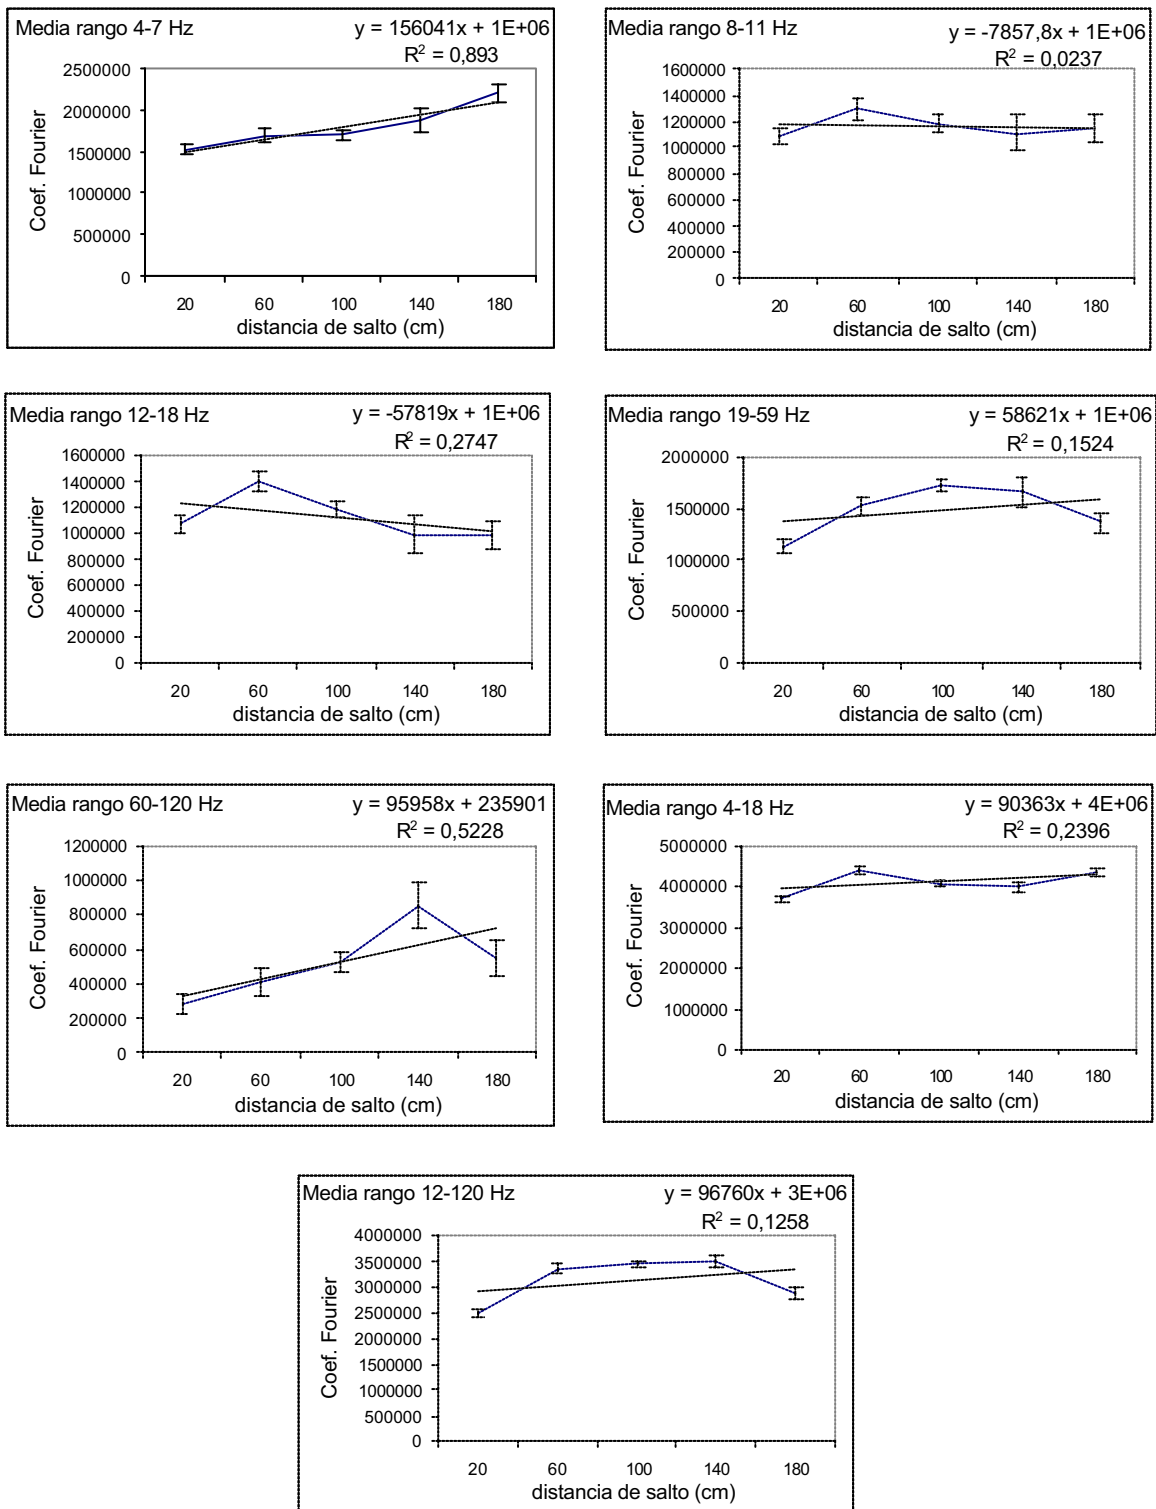 Media rango 4-7 Hz
y = 156041x + 1E+06
R² = 0,893
2500000
2000000
1500000
1000000
500000
0
Coef. Fourier
20 60 100 140 180
distancia de salto (cm)
Media rango 8-11 Hz
y = -7857,8x + 1E+06
R² = 0,0237
1600000
1400000
1200000
1000000
800000
600000
400000
200000
0
Coef. Fourier
20 60 100 140 180
distancia de salto (cm)
Media rango 12-18 Hz
y = -57819x + 1E+06
R² = 0,2747
1600000
1400000
1200000
1000000
800000
600000
400000
200000
0
Coef. Fourier
20 60 100 140 180
distancia de salto (cm)
Media rango 19-59 Hz
y = 58621x + 1E+06
R² = 0,1524
2000000
1500000
1000000
500000
0
Coef. Fourier
20 60 100 140 180
distancia de salto (cm)
Media rango 60-120 Hz
y = 95958x + 235901
R² = 0,5228
1200000
1000000
800000
600000
400000
200000
0
Coef. Fourier
20 60 100 140 180
distancia de salto (cm)
Media rango 4-18 Hz
y = 90363x + 4E+06
R² = 0,2396
5000000
4000000
3000000
2000000
1000000
0
Coef. Fourier
20 60 100 140 180
distancia de salto (cm)
Media rango 12-120 Hz
y = 96760x + 3E+06
R² = 0,1258
4000000
3500000
3000000
2500000
2000000
1500000
1000000
500000
0
Coef. Fourier
20 60 100 140 180
distancia de salto (cm)